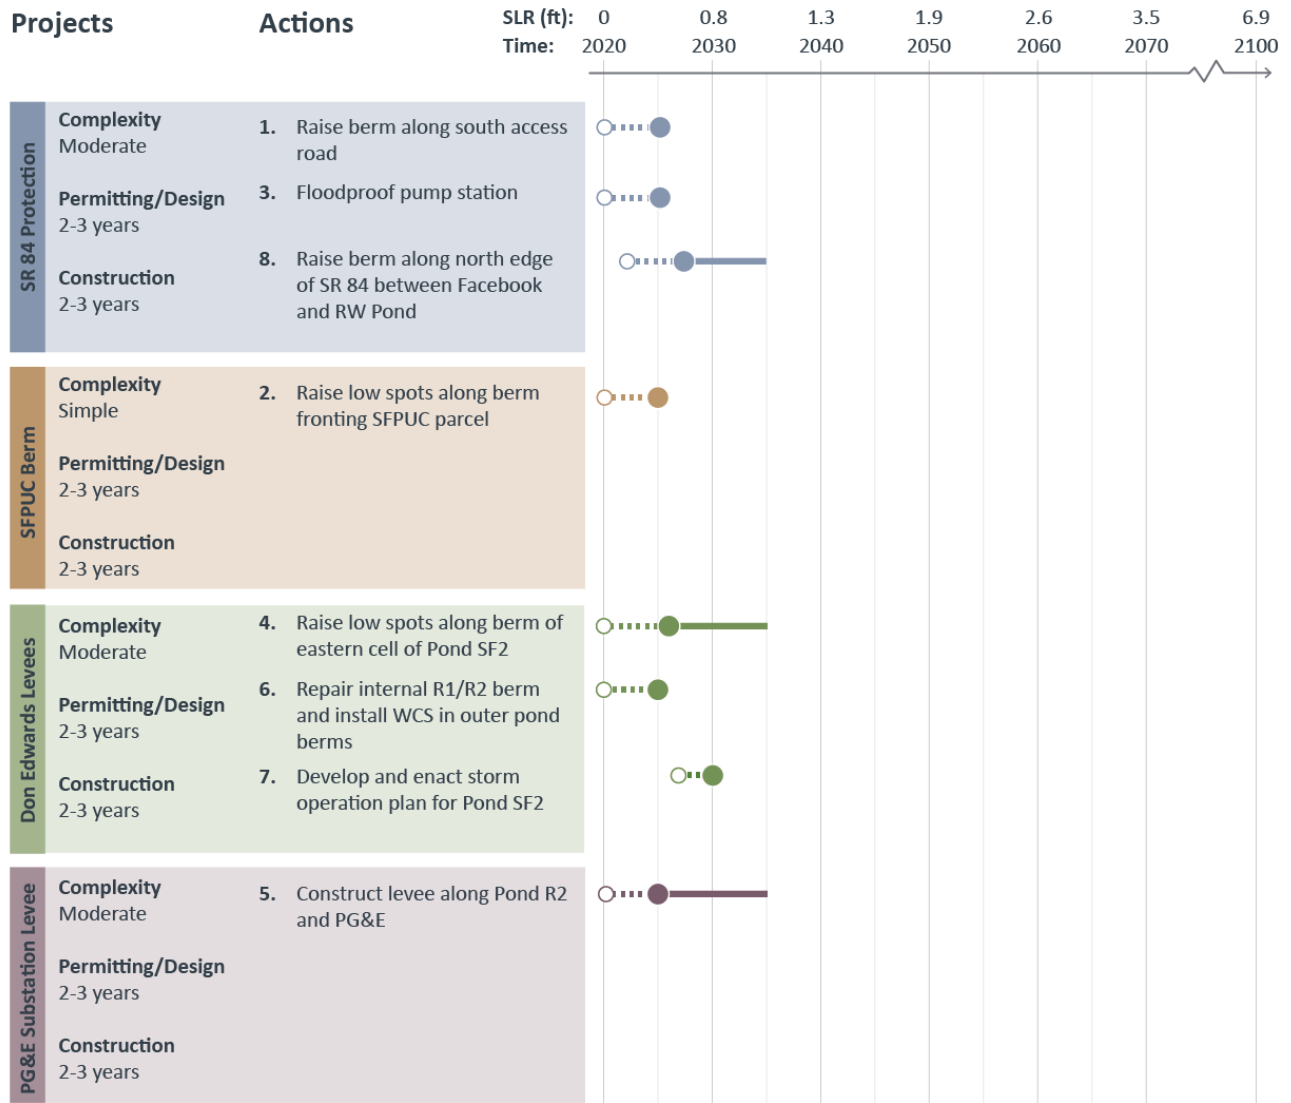 Projects
Actions
SLR (ft): 0 0.8 1.3 1.9 2.6 3.5 6.9
Time: 2020 2030 2040 2050 2060 2070 2100
SR 84 Protection
Complexity
Moderate
Permitting/Design
2-3 years
Construction
2-3 years
1. Raise berm along south access
road
3. Floodproof pump station
8. Raise berm along north edge
of SR 84 between Facebook
and RW Pond
SFPUC Berm
Complexity
Simple
Permitting/Design
2-3 years
Construction
2-3 years
2. Raise low spots along berm
fronting SFPUC parcel
Don Edwards Levees
Complexity
Moderate
Permitting/Design
2-3 years
Construction
2-3 years
4. Raise low spots along berm of
eastern cell of Pond SF2
6. Repair internal R1/R2 berm
and install WCS in outer pond
berms
7. Develop and enact storm
operation plan for Pond SF2
PG&E Substation Levee
Complexity
Moderate
Permitting/Design
2-3 years
Construction
2-3 years
5. Construct levee along Pond R2
and PG&E